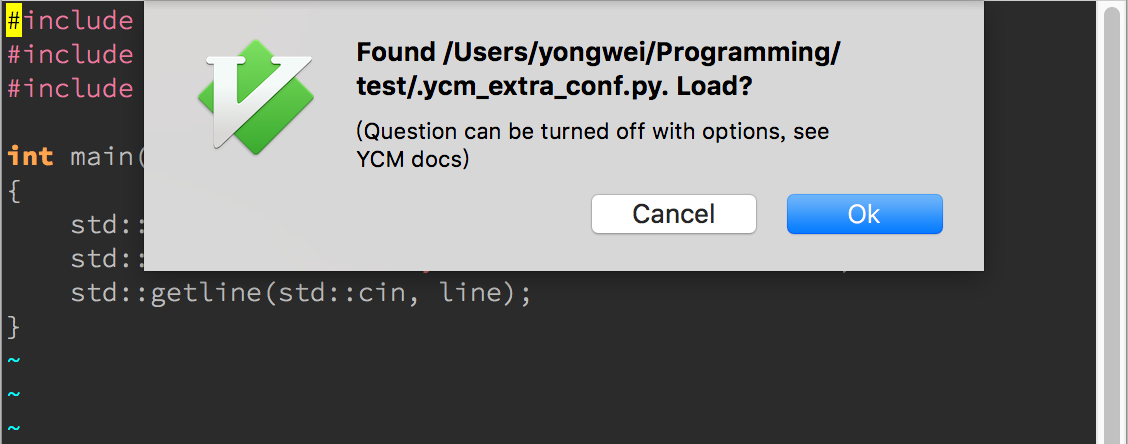 #include
#include
#include
Found /Users/yongwei/Programming/
test/.ycm_extra_conf.py. Load?
(Question can be turned off with options, see
YCM docs)
Cancel
Ok
int main(
{
std::
std::
std::getline(std::cin, line);
}
~
~
~